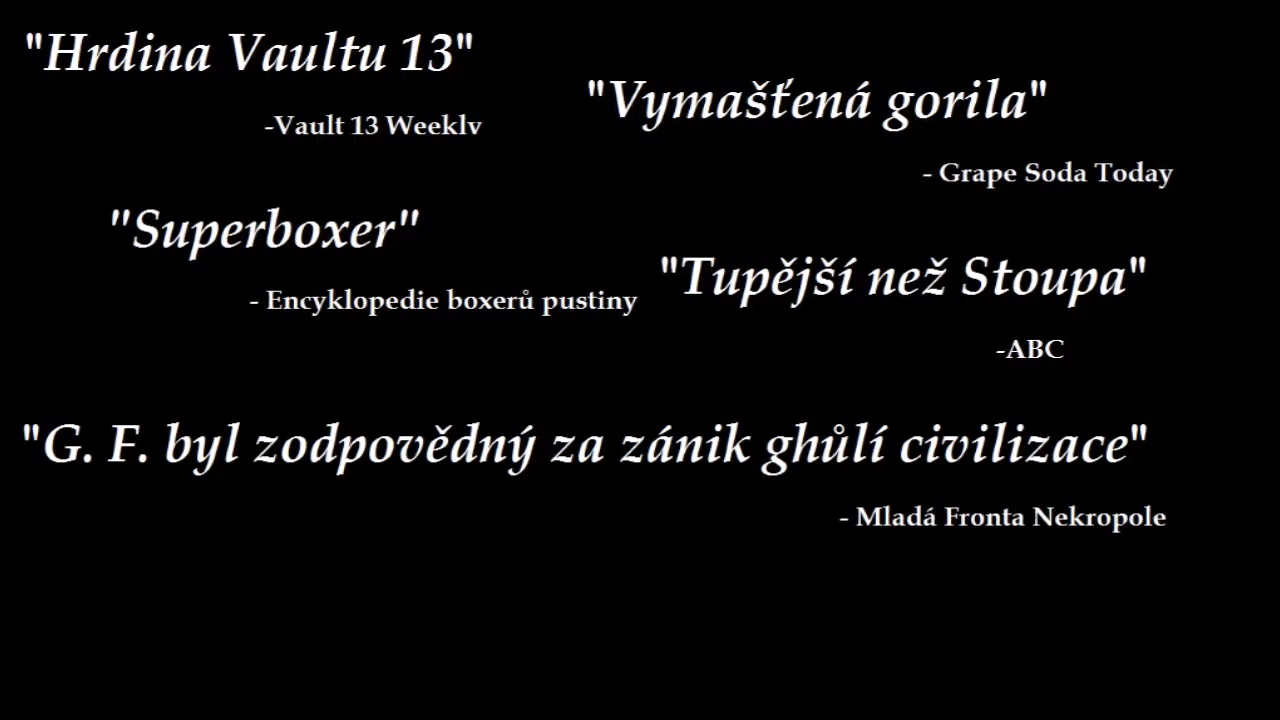 "Hrdina Vaultu 13"
-Vault 13 Weeklv
"Vymašťená gorila"
- Grape Soda Today
"Superboxer"
- Encyklopedie boxerů pustiny
"Tupější než Stoupa"
-ABC
"G. F. byl zodpovědný za zánik ghůlí civilizace"
- Mladá Fronta Nekropole